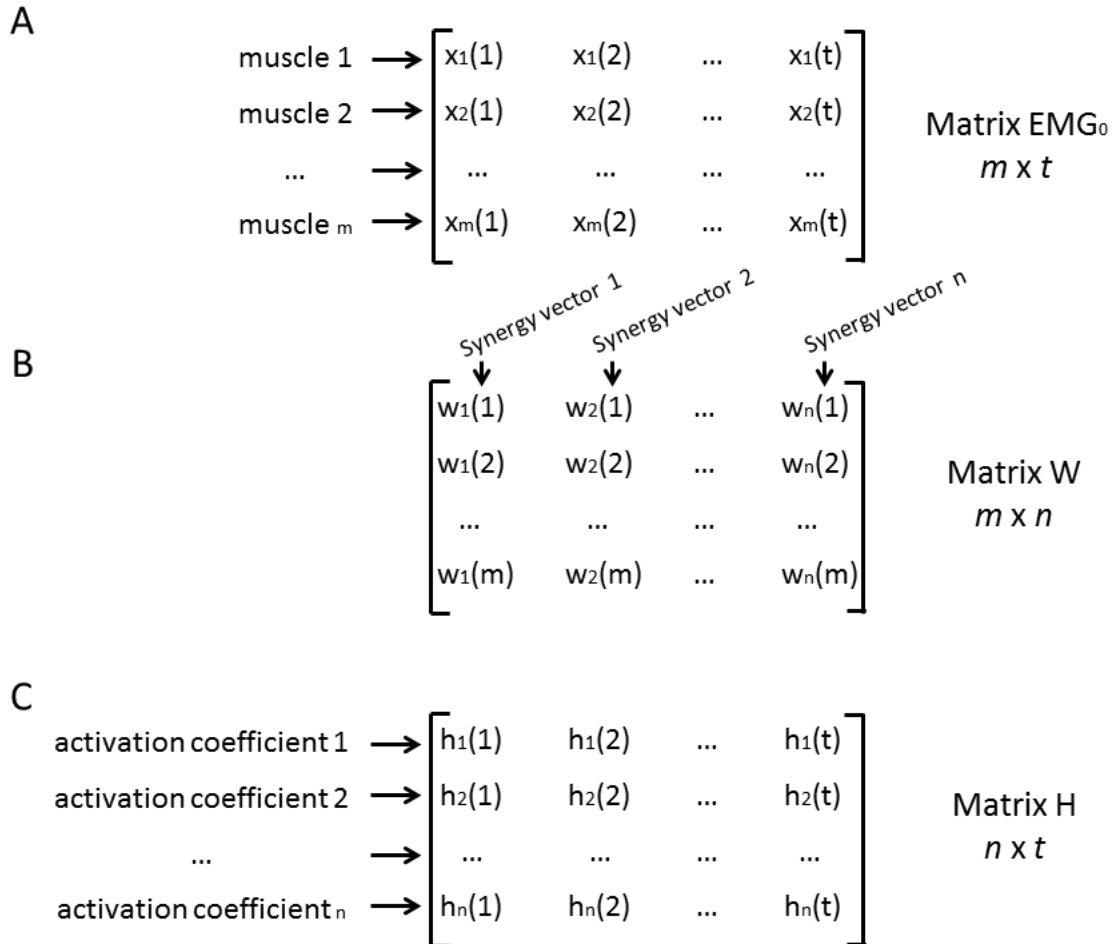 A
muscle 1 x₁(1) x₁(2) ... x₁(t)
muscle 2 x₂(1) x₂(2) ... x₂(t)
... ... ... ... ...
muscle ₘ xₘ(1) xₘ(2) ... xₘ(t)
Matrix EMG₀
m x t
Synergy vector 1 Synergy vector 2 Synergy vector n
B
w₁(1) w₂(1) ... wₙ(1)
w₁(2) w₂(2) ... wₙ(2)
... ... ... ...
w₁(m) w₂(m) ... wₙ(m)
Matrix W
m x n
C
activation coefficient 1 h₁(1) h₁(2) ... h₁(t)
activation coefficient 2 h₂(1) h₂(2) ... h₂(t)
... ... ... ... ...
activation coefficient ₙ hₙ(1) hₙ(2) ... hₙ(t)
Matrix H
n x t